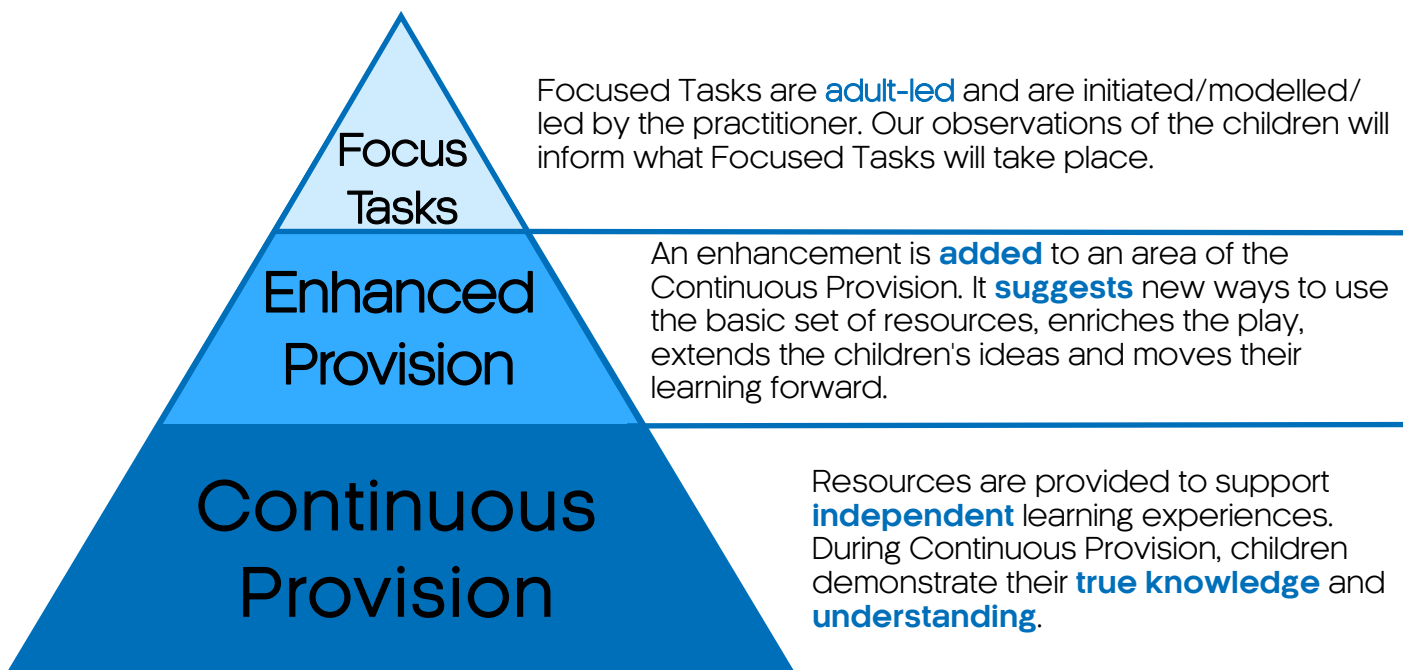 Focus
Tasks
Focused Tasks are adult-led and are initiated/modelled/
led by the practitioner. Our observations of the children will
inform what Focused Tasks will take place.
Enhanced
Provision
An enhancement is added to an area of the
Continuous Provision. It suggests new ways to use
the basic set of resources, enriches the play,
extends the children's ideas and moves their
learning forward.
Continuous
Provision
Resources are provided to support
independent learning experiences.
During Continuous Provision, children
demonstrate their true knowledge and
understanding.